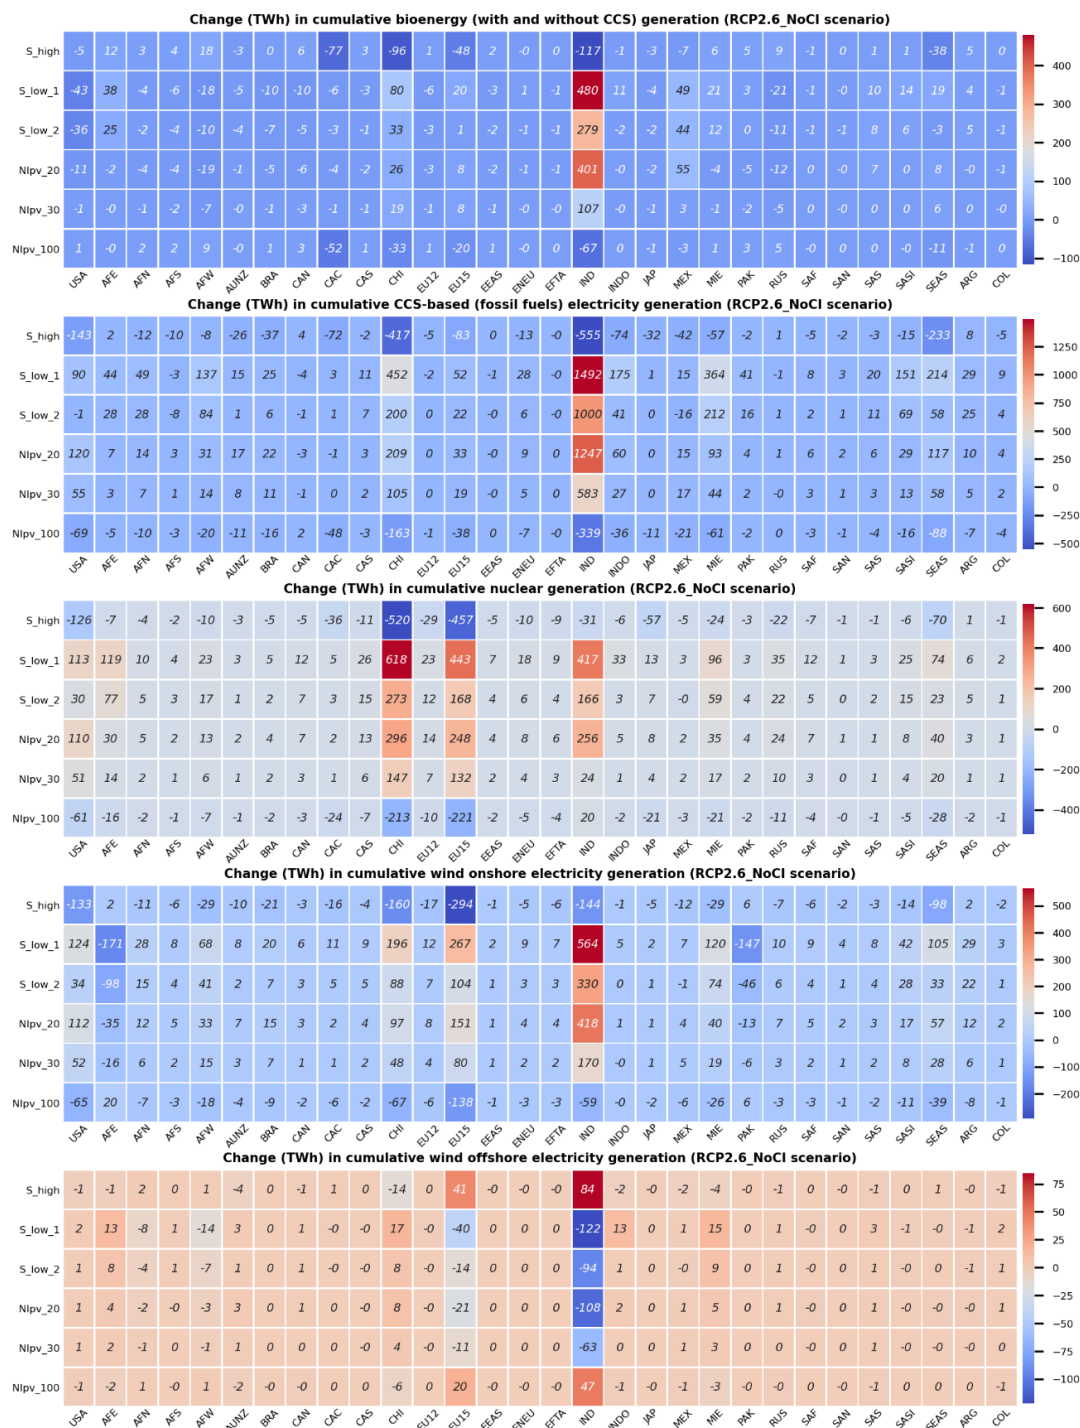 Change (TWh) in cumulative bioenergy (with and without CCS) generation (RCP2.6_NoCI scenario)
S_high -5 12 3 4 18 -3 0 6 -77 3 -96 1 -48 2 -0 0 -117 -1 -3 -7 6 5 9 -1 0 1 1 -38 5 0
S_low_1 -43 38 -4 -6 -18 -5 -10 -10 -6 -3 80 -6 20 -3 1 -1 480 11 -4 49 21 3 -21 -0 -0 10 14 19 4 -1
S_low_2 -36 25 -2 -4 -10 -4 -7 -5 -3 -1 33 -3 1 -2 -1 -1 279 -2 -2 44 12 0 -11 -1 -1 8 6 -3 5 -1
NIpv_20 -11 -2 -4 -4 -19 -1 -5 -6 -4 -2 26 -3 8 -2 -1 -1 401 -0 -2 55 -4 -5 -12 0 -0 7 0 8 -0 -1
NIpv_30 -1 -0 -1 -2 -7 -0 -1 -3 -1 -1 19 -1 8 -1 -0 -0 107 -0 -1 3 -1 -2 -5 0 0 0 0 6 0 -0
NIpv_100 1 -0 2 2 9 -0 1 3 -52 1 -33 1 -20 1 -0 0 -67 0 -1 -3 1 3 5 -0 0 0 -1 -11 -1 0
400
300
200
100
0
−100
USA AFE AFN AFS AFW AUNZ BRA CAN CAC CAS CHI EU12 EU15 EEAS ENEU EFTA IND INDO JAP MEX MIE PAK RUS SAF SAN SAS SASI SEAS ARG COL
Change (TWh) in cumulative CCS-based (fossil fuels) electricity generation (RCP2.6_NoCI scenario)
S_high -143 2 -12 -10 -8 -26 -37 4 -72 -2 -417 -5 -83 0 -13 -0 -555 -74 -32 -42 -57 -2 1 -5 -2 -3 -15 -233 8 -5
S_low_1 90 44 49 -3 137 15 25 -4 3 11 452 -2 52 -1 28 -0 1492 175 1 15 364 41 -1 8 3 20 151 214 29 9
S_low_2 -1 28 28 -8 84 1 6 -1 1 7 200 0 22 -0 6 -0 1000 41 0 -16 212 16 1 2 1 11 69 58 25 4
NIpv_20 120 7 14 3 31 17 22 -3 -1 3 209 0 33 -0 9 0 1247 60 0 15 93 4 1 6 2 6 29 117 10 4
NIpv_30 55 3 7 1 14 8 11 -1 0 2 105 0 19 -0 5 0 583 27 0 17 44 2 -0 3 1 3 13 58 5 2
NIpv_100 -69 -5 -10 -3 -20 -11 -16 2 -48 -3 -163 -1 -38 0 -7 -0 -339 -36 -11 -21 -61 -2 0 -3 -1 -4 -16 -88 -7 -4
1250
1000
750
500
250
0
−250
−500
USA AFE AFN AFS AFW AUNZ BRA CAN CAC CAS CHI EU12 EU15 EEAS ENEU EFTA IND INDO JAP MEX MIE PAK RUS SAF SAN SAS SASI SEAS ARG COL
Change (TWh) in cumulative nuclear generation (RCP2.6_NoCI scenario)
S_high -126 -7 -4 -2 -10 -3 -5 -5 -36 -11 -520 -29 -457 -5 -10 -9 -31 -6 -57 -5 -24 -3 -22 -7 -1 -1 -6 -70 1 -1
S_low_1 113 119 10 4 23 3 5 12 5 26 618 23 443 7 18 9 417 33 13 3 96 8 35 12 1 3 25 74 6 2
S_low_2 30 77 5 3 17 1 2 7 3 15 273 12 168 4 6 4 166 3 7 -0 59 4 22 5 0 2 15 23 5 1
NIpv_20 110 30 5 2 13 2 4 7 2 13 296 14 248 4 8 6 256 5 8 2 35 4 24 7 1 1 8 40 3 1
NIpv_30 51 14 2 1 6 1 2 3 1 6 147 7 132 2 4 3 24 1 4 2 17 2 10 3 0 1 4 20 1 1
NIpv_100 -61 -16 -2 -1 -7 -1 -2 -3 -24 -7 -213 -10 -221 -2 -5 -4 20 -2 -21 -3 -21 -2 -11 -4 -0 -1 -5 -28 -2 -1
600
400
200
0
−200
−400
USA AFE AFN AFS AFW AUNZ BRA CAN CAC CAS CHI EU12 EU15 EEAS ENEU EFTA IND INDO JAP MEX MIE PAK RUS SAF SAN SAS SASI SEAS ARG COL
Change (TWh) in cumulative wind onshore electricity generation (RCP2.6_NoCI scenario)
S_high -133 2 -11 -6 -29 -10 -21 -3 -16 -4 -160 -17 -294 -1 -5 -6 -144 -1 -5 -12 -29 6 -7 -6 -2 -3 -14 -98 2 -2
S_low_1 124 -171 28 8 68 9 20 6 11 9 196 12 267 2 9 7 564 5 2 7 120 -147 10 9 4 8 42 105 29 3
S_low_2 34 -98 15 4 41 2 7 3 5 5 88 7 104 1 3 3 330 0 1 -1 74 -46 6 4 1 4 28 33 22 1
NIpv_20 112 -35 12 5 33 7 15 3 2 4 97 8 151 1 4 4 418 1 1 4 40 -13 7 5 2 3 17 57 12 2
NIpv_30 52 -16 6 2 15 3 7 1 1 2 48 4 80 1 2 2 170 -0 1 5 19 -6 3 2 1 2 8 28 6 1
NIpv_100 -65 20 -7 -3 -18 -4 -9 -2 -6 -2 -67 -6 -138 -1 -3 -3 -59 -0 -2 -6 -26 6 -3 -3 -1 -2 -11 -39 -8 -1
500
400
300
200
100
0
−100
−200
USA AFE AFN AFS AFW AUNZ BRA CAN CAC CAS CHI EU12 EU15 EEAS ENEU EFTA IND INDO JAP MEX MIE PAK RUS SAF SAN SAS SASI SEAS ARG COL
Change (TWh) in cumulative wind offshore electricity generation (RCP2.6_NoCI scenario)
S_high -1 -1 2 0 1 -4 0 -1 1 0 -14 0 41 -0 -0 -0 84 -2 -0 -2 -4 -0 -1 0 -0 -0 0 1 -0 -1
S_low_1 2 13 -8 1 -14 3 0 1 -0 -0 17 -0 -40 0 0 0 -122 13 0 1 15 0 1 -0 0 3 -1 -0 -1 2
S_low_2 1 8 -4 1 -7 1 0 1 -0 -0 8 -0 -14 0 0 0 -94 1 0 -0 9 0 1 -0 0 1 -0 0 -1 1
NIpv_20 1 4 -2 -0 -3 3 0 1 0 0 8 -0 -21 0 0 0 -108 2 0 1 5 0 1 -0 0 1 -0 -0 0 1
NIpv_30 1 2 -1 0 -1 1 0 0 0 0 4 -0 -11 0 0 0 -63 0 0 1 3 0 0 0 0 1 0 0 0 0
NIpv_100 -1 -2 1 -0 1 -2 -0 -0 -0 0 -6 0 20 -0 -0 -0 47 -1 -0 -1 -3 -0 -0 0 -0 -1 0 0 0 -1
75
50
25
0
−25
−50
−75
−100
USA AFE AFN AFS AFW AUNZ BRA CAN CAC CAS CHI EU12 EU15 EEAS ENEU EFTA IND INDO JAP MEX MIE PAK RUS SAF SAN SAS SASI SEAS ARG COL